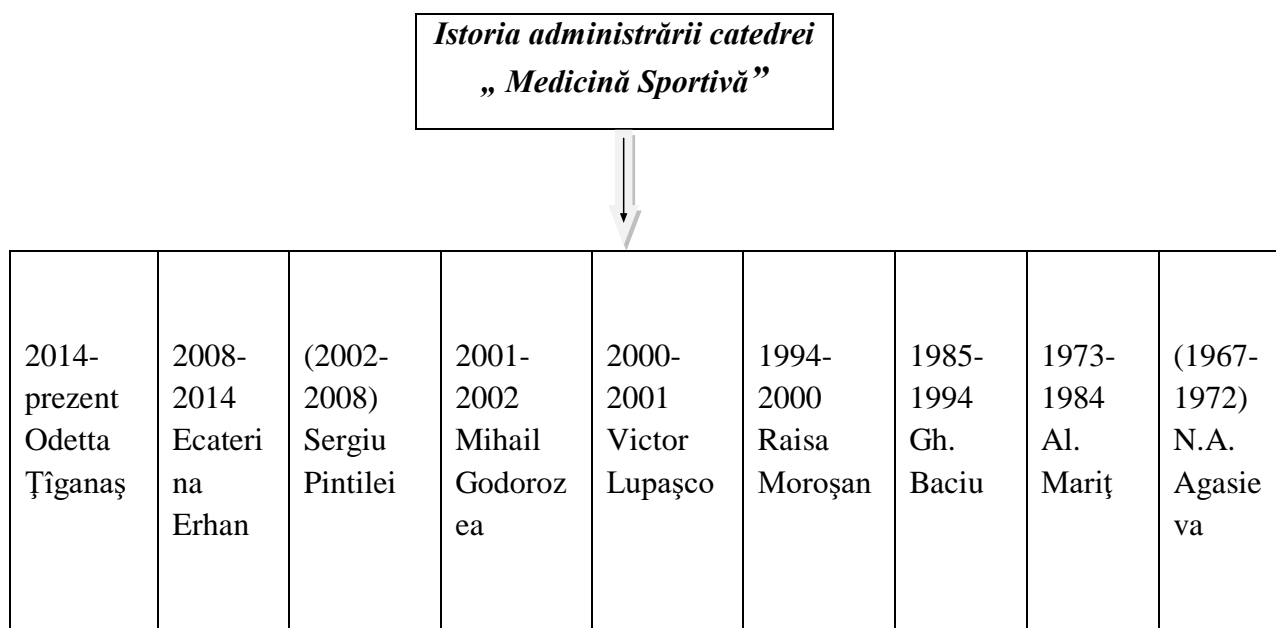 Istoria administrării catedrei
„ Medicină Sportivă”
2014-
prezent
Odetta
Ţîganaş
2008-
2014
Ecateri
na
Erhan
(2002-
2008)
Sergiu
Pintilei
2001-
2002
Mihail
Godoroz
ea
2000-
2001
Victor
Lupaşco
1994-
2000
Raisa
Moroşan
1985-
1994
Gh.
Baciu
1973-
1984
Al.
Mariţ
(1967-
1972)
N.A.
Agasie
va